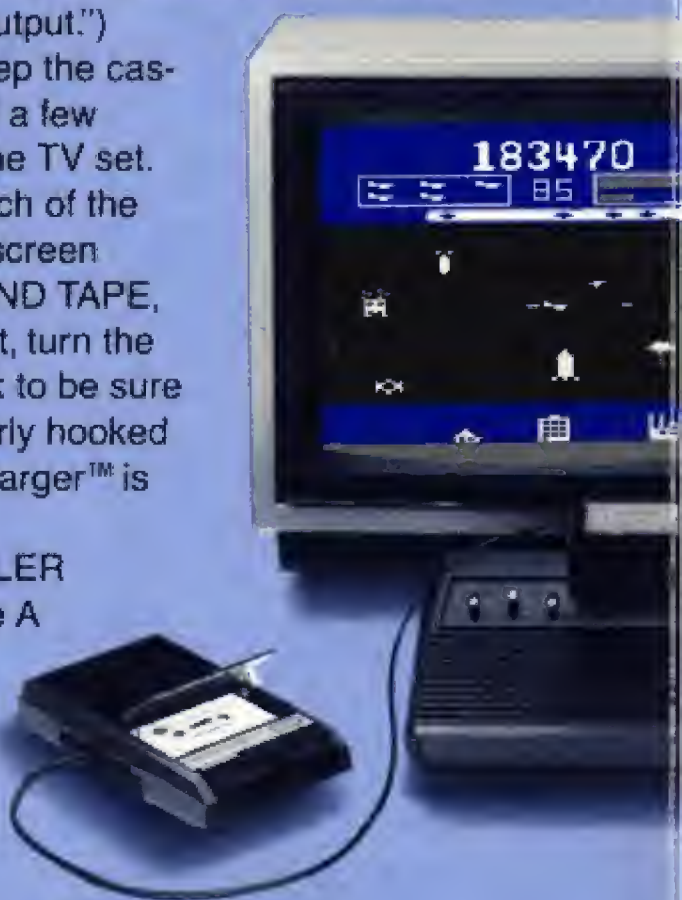 utput.")
ep the cas-
a few
ne TV set.
ch of the
screen
ND TAPE,
t, turn the
k to be sure
rly hooked
arger™ is
LER
e A
183470
85